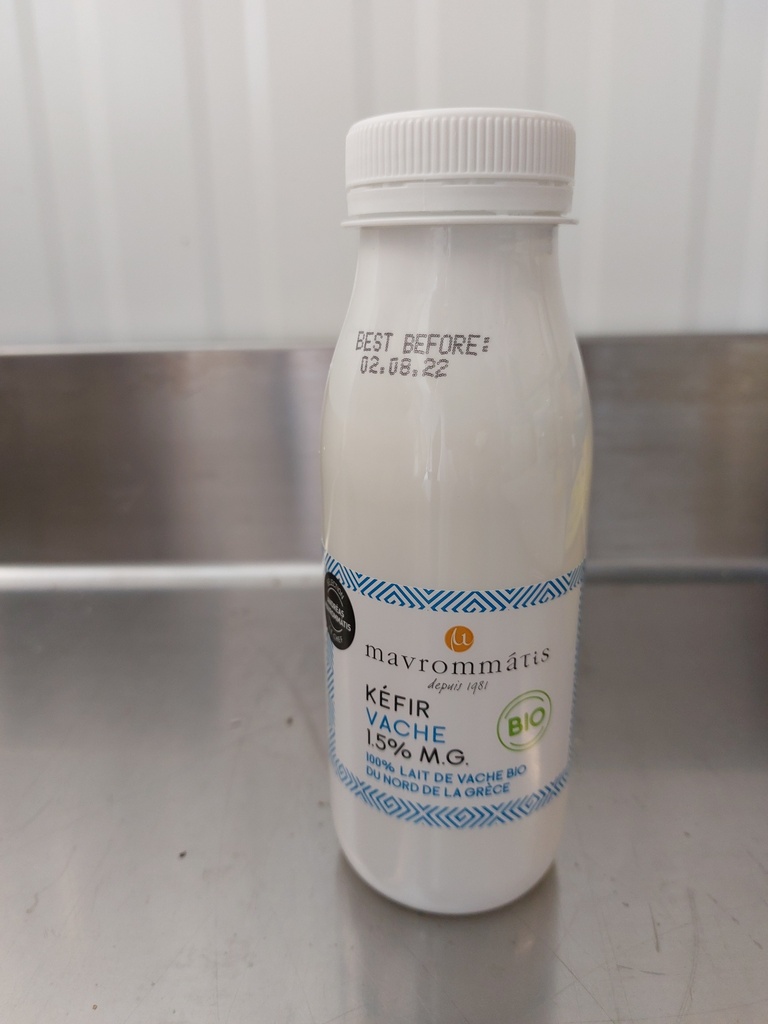 BEST BEFORE:
02.08.22
µ
mavrommátis
depuis 1981
KÉFIR
VACHE
1.5% M.G.
BIO
100% LAIT DE VACHE BIO
DU NORD DE LA GRÈCE